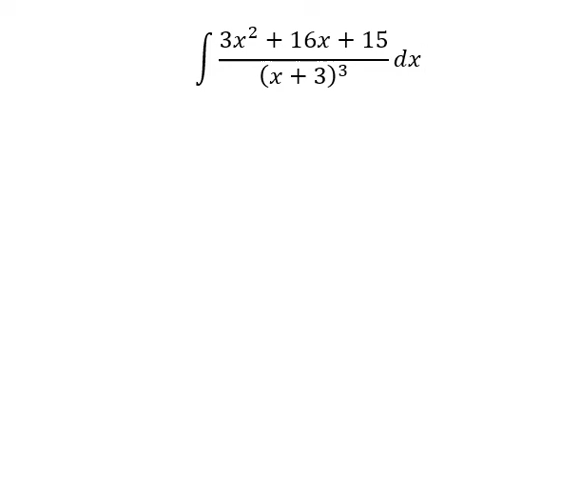 ∫ (3x² + 16x + 15)/(x + 3)³ dx